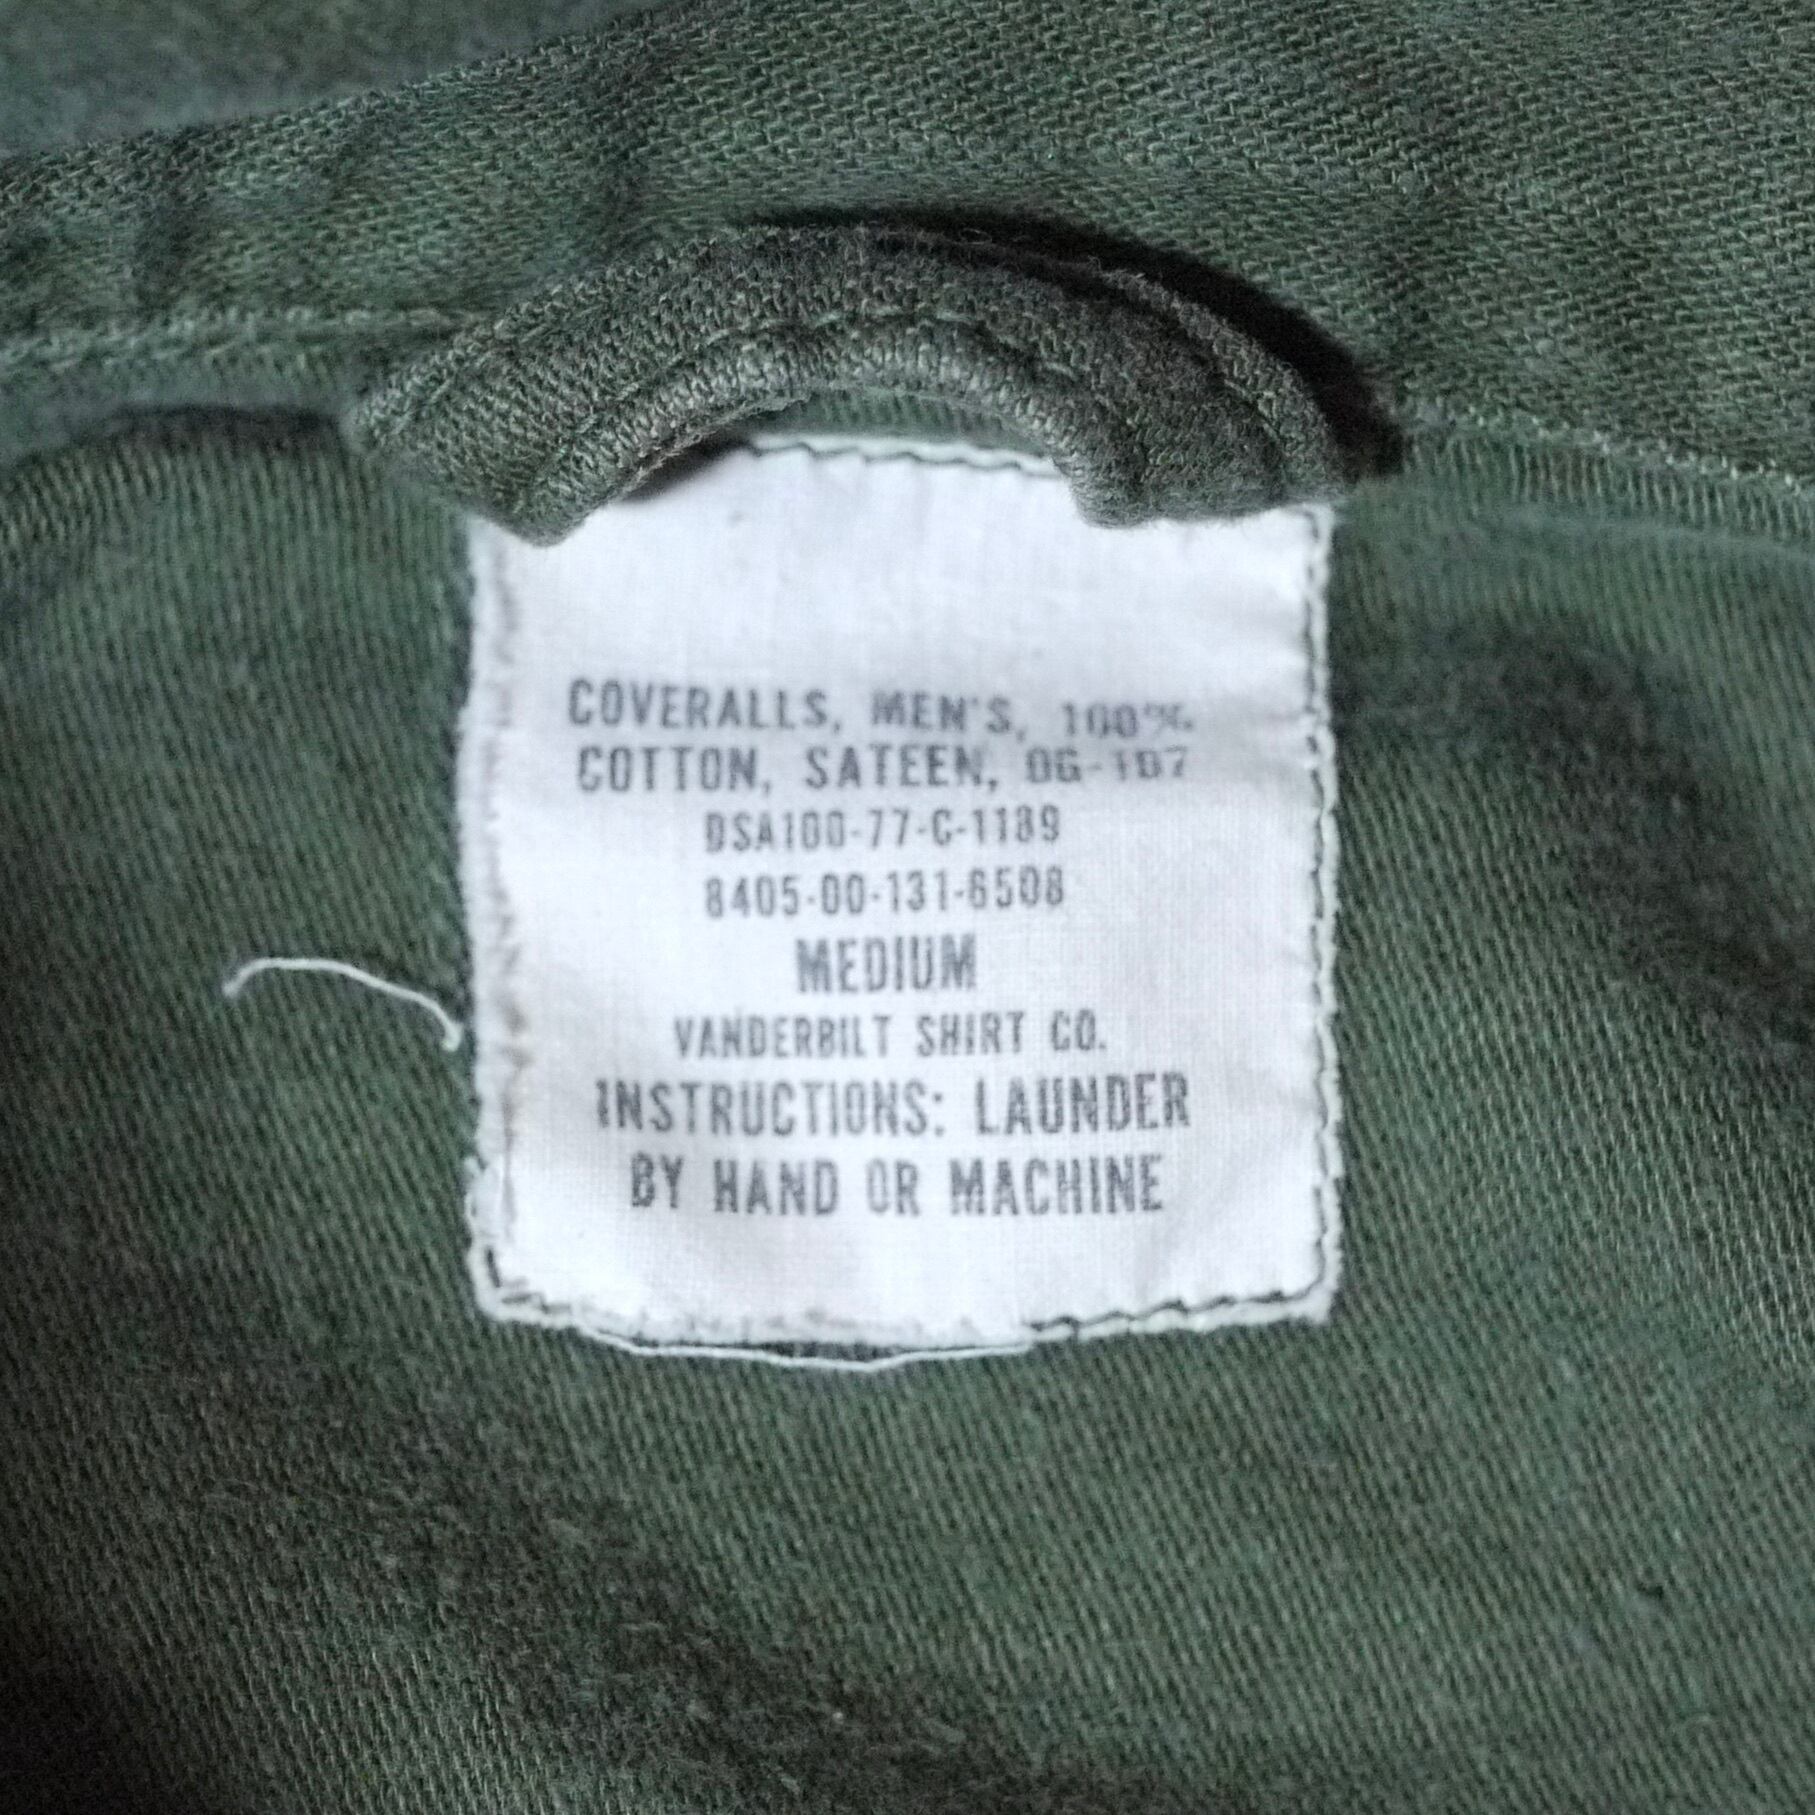 COVERALLS, MEN'S, 100%
COTTON, SATEEN, OG-107
DSA100-77-C-1189
8405-00-131-6508
MEDIUM
VANDERBILT SHIRT CO.
INSTRUCTIONS: LAUNDER
BY HAND OR MACHINE